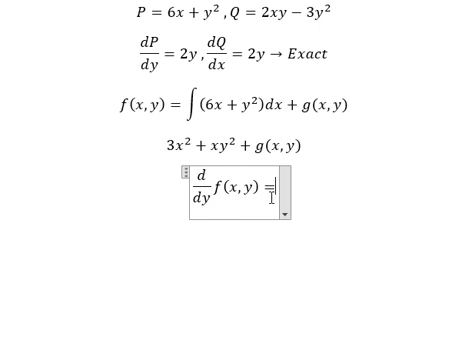 P = 6x + y² , Q = 2xy − 3y²
dP/dy = 2y , dQ/dx = 2y → Exact
f(x, y) = ∫(6x + y²)dx + g(x, y)
3x² + xy² + g(x, y)
d/dy f(x, y) =